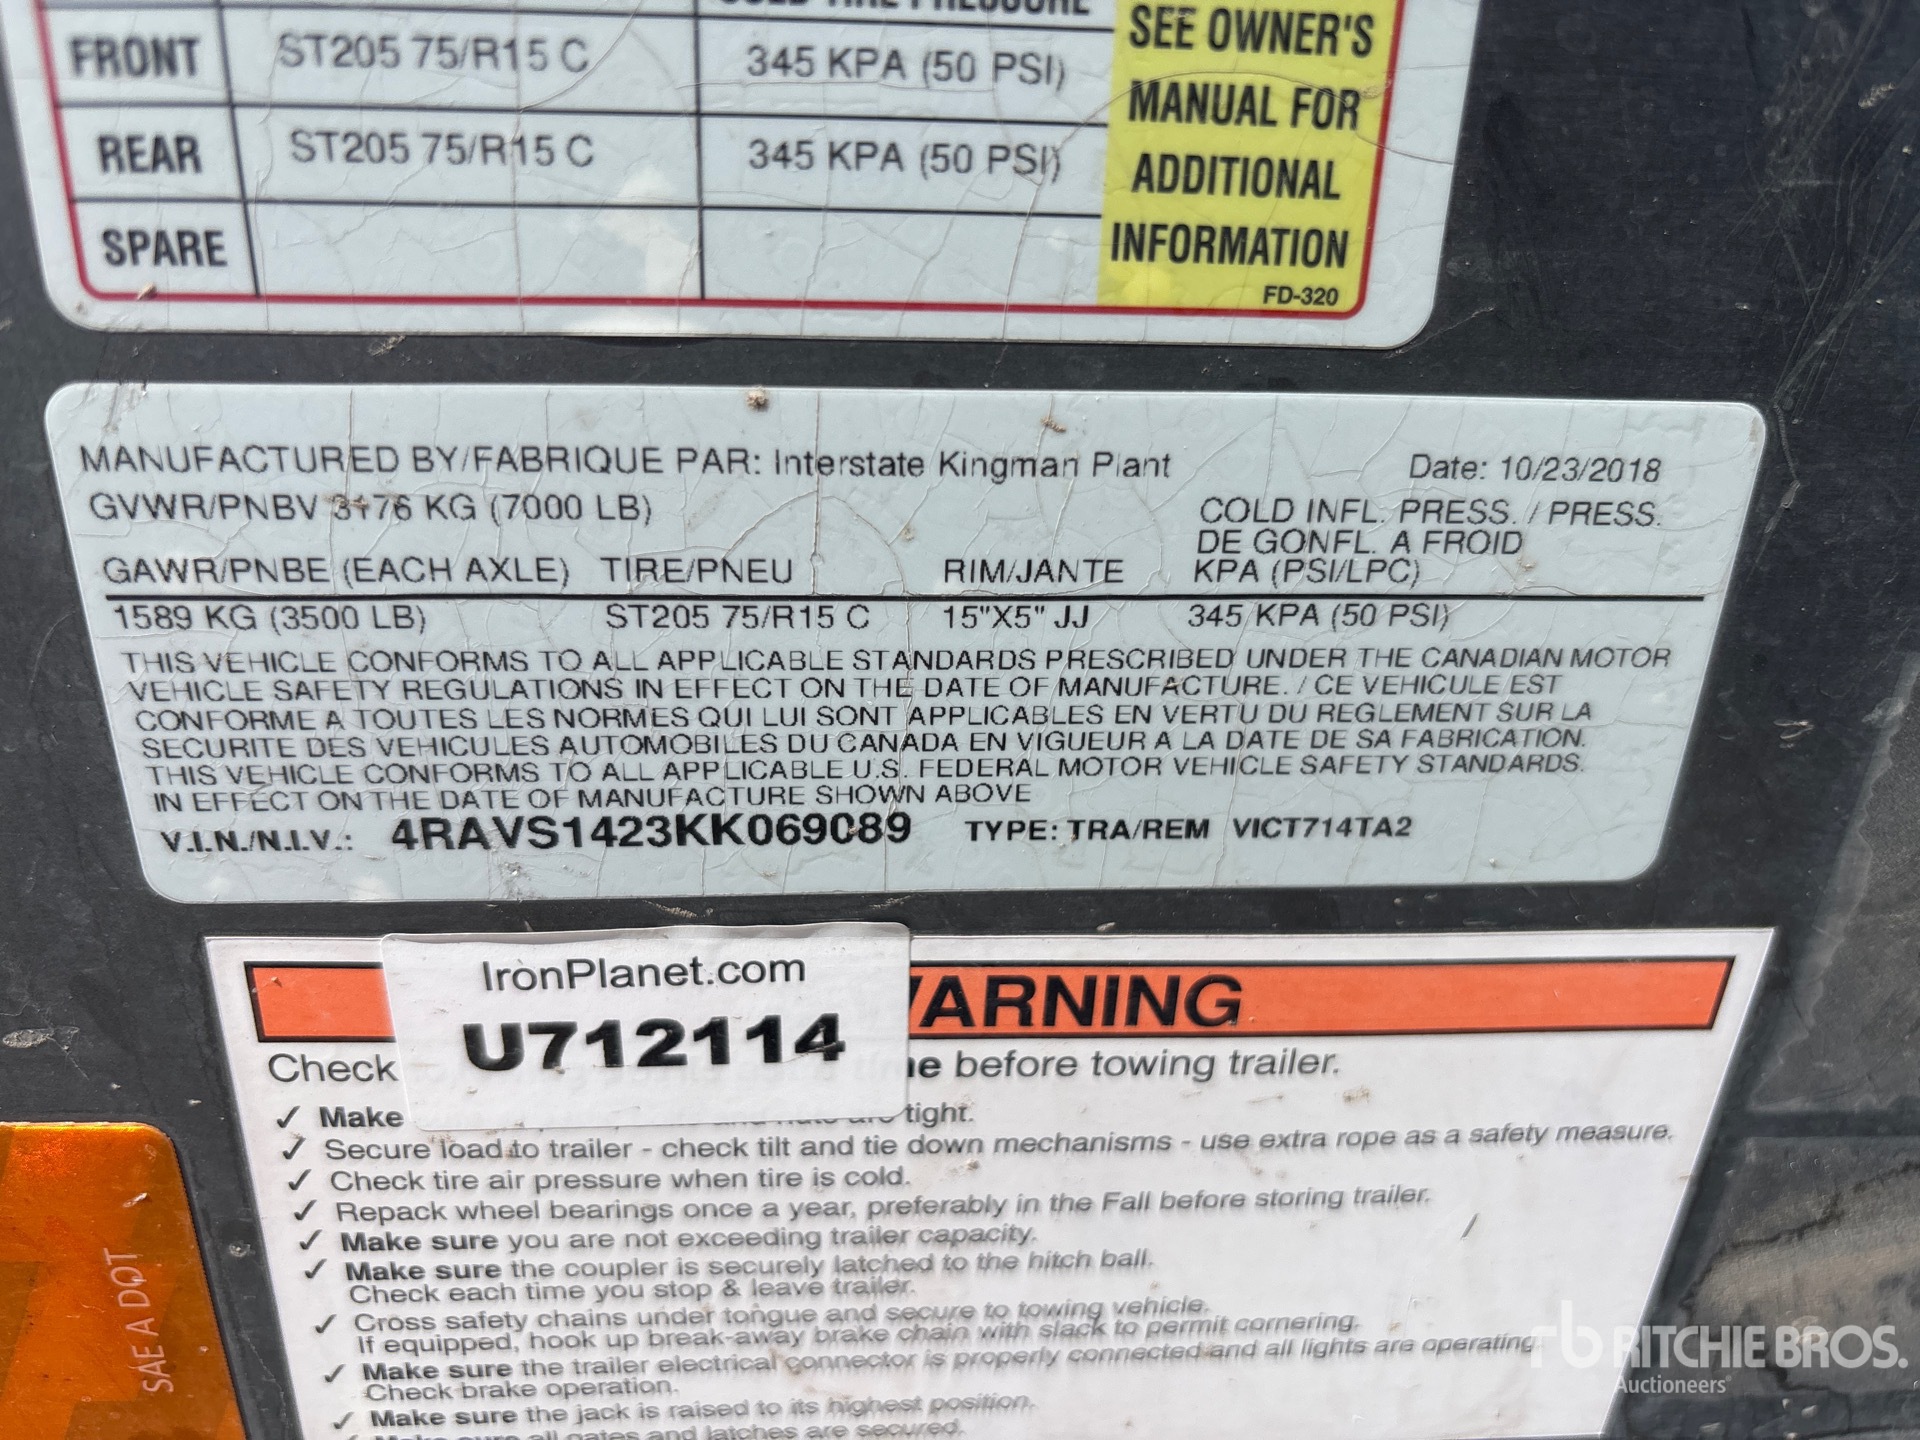 COLD TIRE PRESSURE
FRONT ST205 75/R15 C 345 KPA (50 PSI)
REAR ST205 75/R15 C 345 KPA (50 PSI)
SPARE
SEE OWNER'S
MANUAL FOR
ADDITIONAL
INFORMATION
FD-320
MANUFACTURED BY/FABRIQUE PAR: Interstate Kingman Plant Date: 10/23/2018
GVWR/PNBV 3176 KG (7000 LB)
COLD INFL. PRESS. / PRESS.
DE GONFL. A FROID
GAWR/PNBE (EACH AXLE) TIRE/PNEU RIM/JANTE KPA (PSI/LPC)
1589 KG (3500 LB) ST205 75/R15 C 15"X5" JJ 345 KPA (50 PSI)
THIS VEHICLE CONFORMS TO ALL APPLICABLE STANDARDS PRESCRIBED UNDER THE CANADIAN MOTOR
VEHICLE SAFETY REGULATIONS IN EFFECT ON THE DATE OF MANUFACTURE. / CE VEHICULE EST
CONFORME A TOUTES LES NORMES QUI LUI SONT APPLICABLES EN VERTU DU REGLEMENT SUR LA
SECURITE DES VEHICULES AUTOMOBILES DU CANADA EN VIGUEUR A LA DATE DE SA FABRICATION.
THIS VEHICLE CONFORMS TO ALL APPLICABLE U.S. FEDERAL MOTOR VEHICLE SAFETY STANDARDS.
IN EFFECT ON THE DATE OF MANUFACTURE SHOWN ABOVE
V.I.N./N.I.V.: 4RAVS1423KK069089 TYPE: TRA/REM VICT714TA2
IronPlanet.com
U712114
ARNING
Check before towing trailer.
✓ Make are tight.
✓ Secure load to trailer - check tilt and tie down mechanisms - use extra rope as a safety measure.
✓ Check tire air pressure when tire is cold.
✓ Repack wheel bearings once a year, preferably in the Fall before storing trailer.
✓ Make sure you are not exceeding trailer capacity.
✓ Make sure the coupler is securely latched to the hitch ball.
Check each time you stop & leave trailer.
✓ Cross safety chains under tongue and secure to towing vehicle.
If equipped, hook up break-away brake chain with slack to permit cornering.
✓ Make sure the trailer electrical connector is properly connected and all lights are operating
Check brake operation.
✓ Make sure the jack is raised to its highest position.
✓ Make sure all gates and latches are secured.
SAE A DOT
rb RITCHIE BROS.
Auctioneers